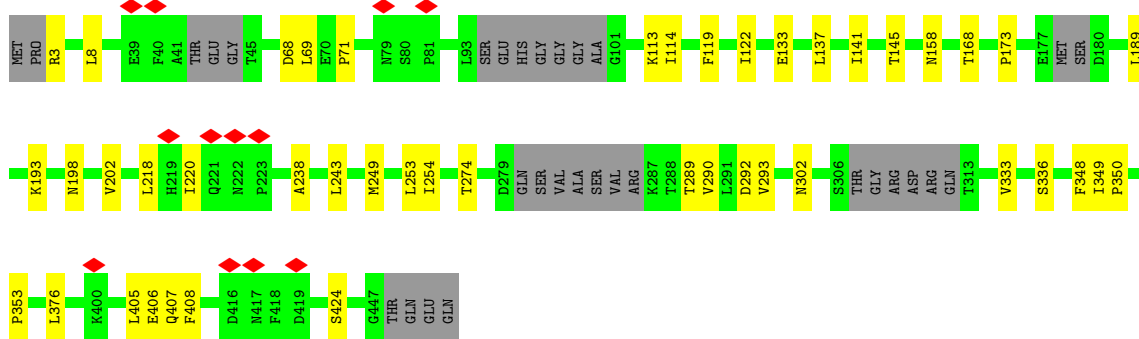 MET PRO R3 L8 E39 F40 A41 THR GLU GLY T45 D68 L69 E70 P71 N79 S80 P81 L93 SER GLU HIS GLY GLY GLY ALA G101 K113 I114 F119 I122 E133 L137 I141 T145 N158 T168 P173 E177 MET SER D180 L189
K193 N198 V202 L218 H219 I220 Q221 N222 P223 A238 L243 M249 L253 I254 T274 D279 GLN SER VAL ALA SER VAL ARG K287 T288 T289 V290 L291 D292 V293 N302 S306 THR GLY ARG ASP ARG GLN T313 V333 S336 F348 I349 P350
P353 L376 K400 L405 E406 Q407 F408 D416 N417 F418 D419 S424 G447 THR GLN GLU GLN